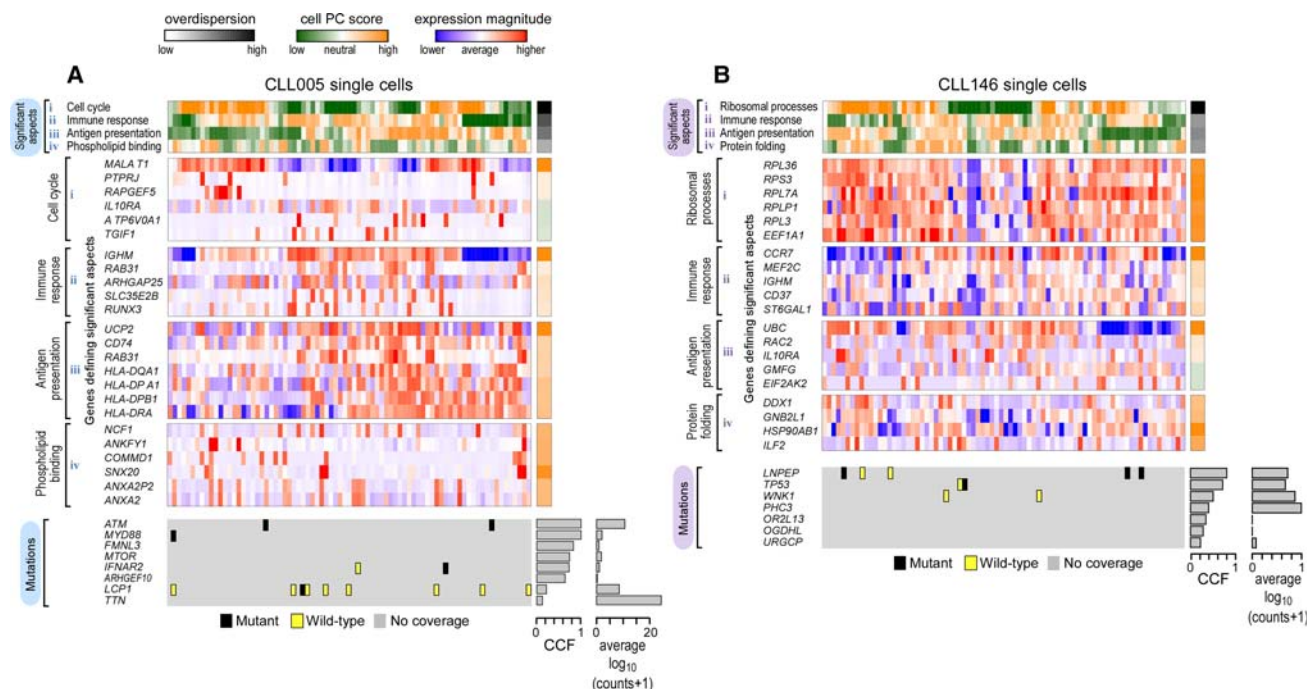 overdispersion
low high
cell PC score
low neutral high
expression magnitude
lower average higher
A
CLL005 single cells
Significant aspects
i Cell cycle
ii Immune response
iii Antigen presentation
iv Phospholipid binding
Genes defining significant aspects
Cell cycle
i
MALA T1
PTPRJ
RAPGEF5
IL10RA
A TP6V0A1
TGIF1
Immune response
ii
IGHM
RAB31
ARHGAP25
SLC35E2B
RUNX3
Antigen presentation
iii
UCP2
CD74
RAB31
HLA-DQA1
HLA-DP A1
HLA-DPB1
HLA-DRA
Phospholipid binding
iv
NCF1
ANKFY1
COMMD1
SNX20
ANXA2P2
ANXA2
Mutations
ATM
MYD88
FMNL3
MTOR
IFNAR2
ARHGEF10
LCP1
TTN
Mutant Wild-type No coverage
0 1
CCF
0 20
average
log10
(counts+1)
B
CLL146 single cells
Significant aspects
i Ribosomal processes
ii Immune response
iii Antigen presentation
iv Protein folding
Genes defining significant aspects
Ribosomal processes
i
RPL36
RPS3
RPL7A
RPLP1
RPL3
EEF1A1
Immune response
ii
CCR7
MEF2C
IGHM
CD37
ST6GAL1
Antigen presentation
iii
UBC
RAC2
IL10RA
GMFG
EIF2AK2
Protein folding
iv
DDX1
GNB2L1
HSP90AB1
ILF2
Mutations
LNPEP
TP53
WNK1
PHC3
OR2L13
OGDHL
URGCP
Mutant Wild-type No coverage
0 1
CCF
0 1
average
log10
(counts+1)